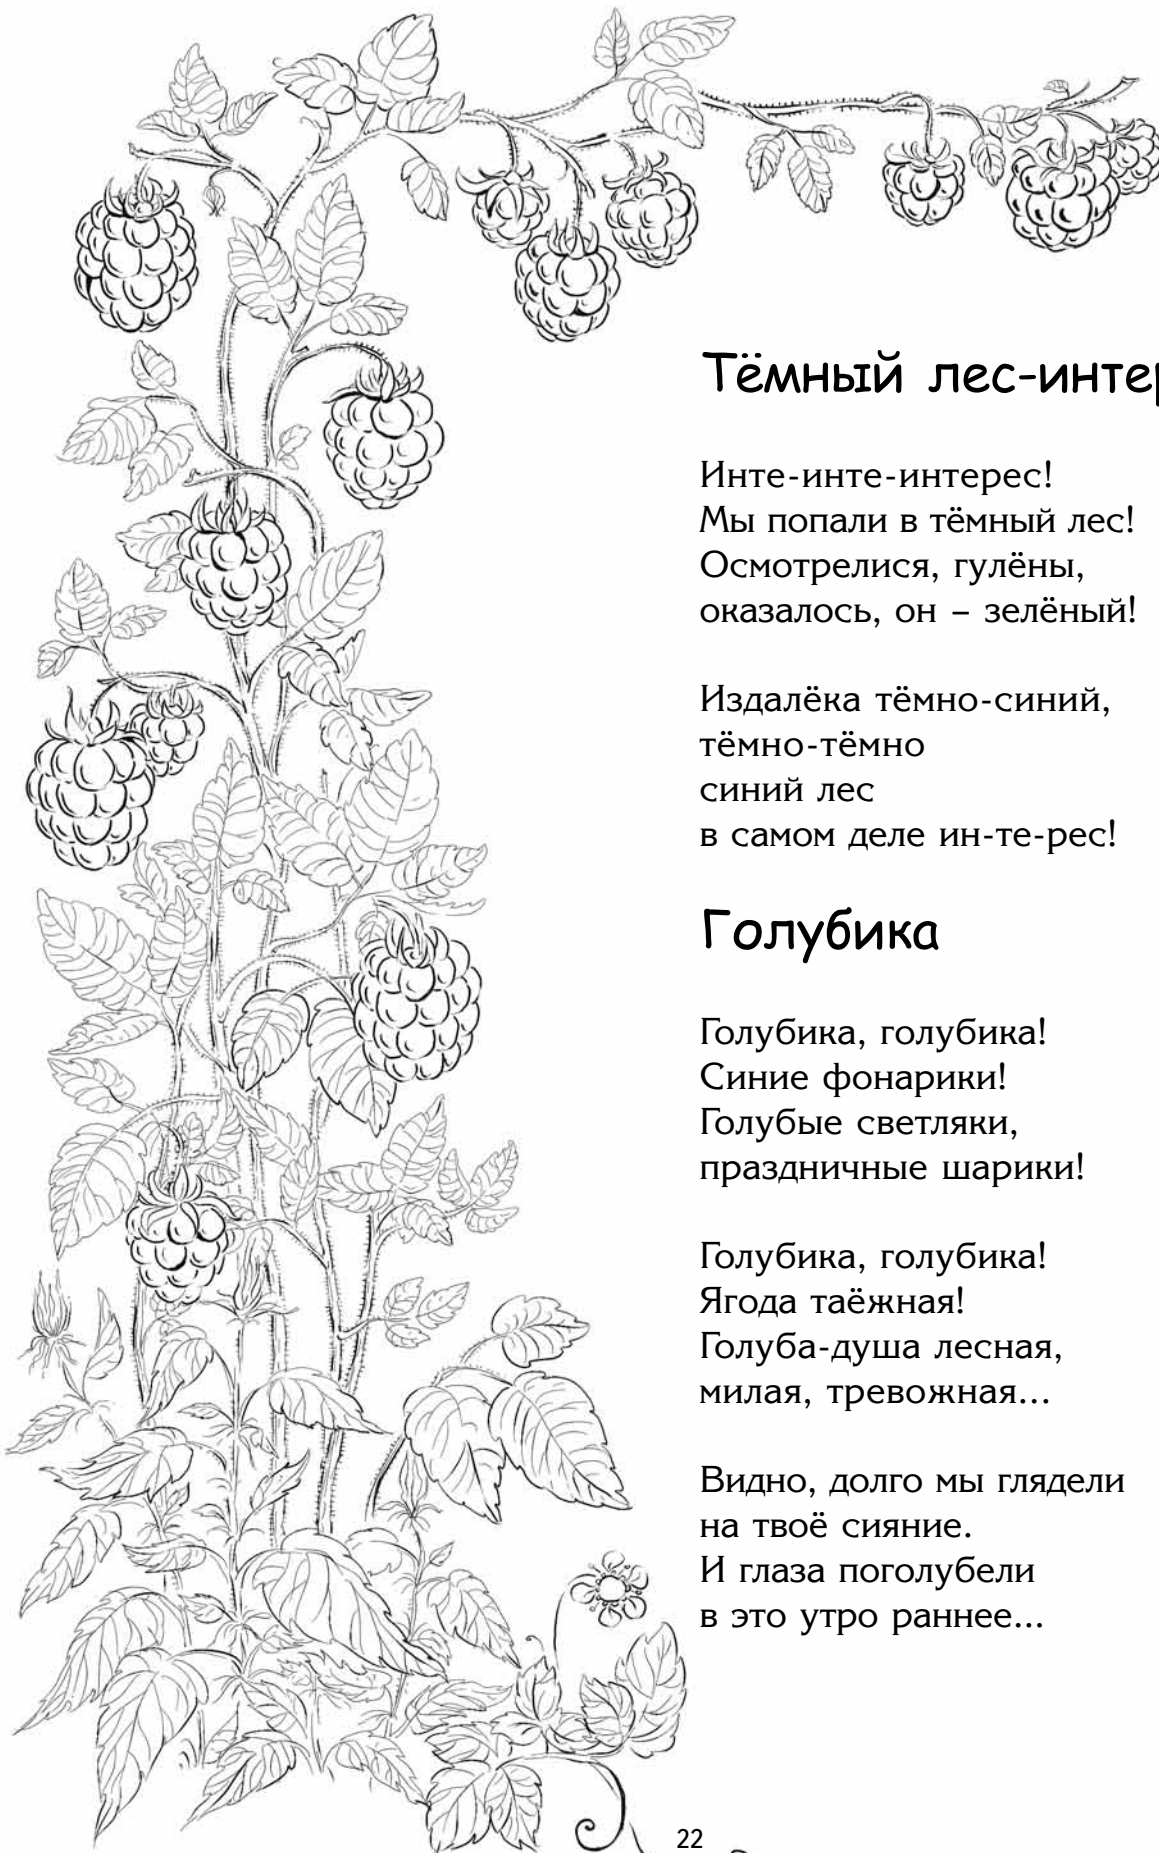 Тёмный лес-интер
Инте-инте-интерес!
Мы попали в тёмный лес!
Осмотрелися, гулёны,
оказалось, он – зелёный!
Издалёка тёмно-синий,
тёмно-тёмно
синий лес
в самом деле ин-те-рес!
Голубика
Голубика, голубика!
Синие фонарики!
Голубые светляки,
праздничные шарики!
Голубика, голубика!
Ягода таёжная!
Голуба-душа лесная,
милая, тревожная...
Видно, долго мы глядели
на твоё сияние.
И глаза поголубели
в это утро раннее...
22